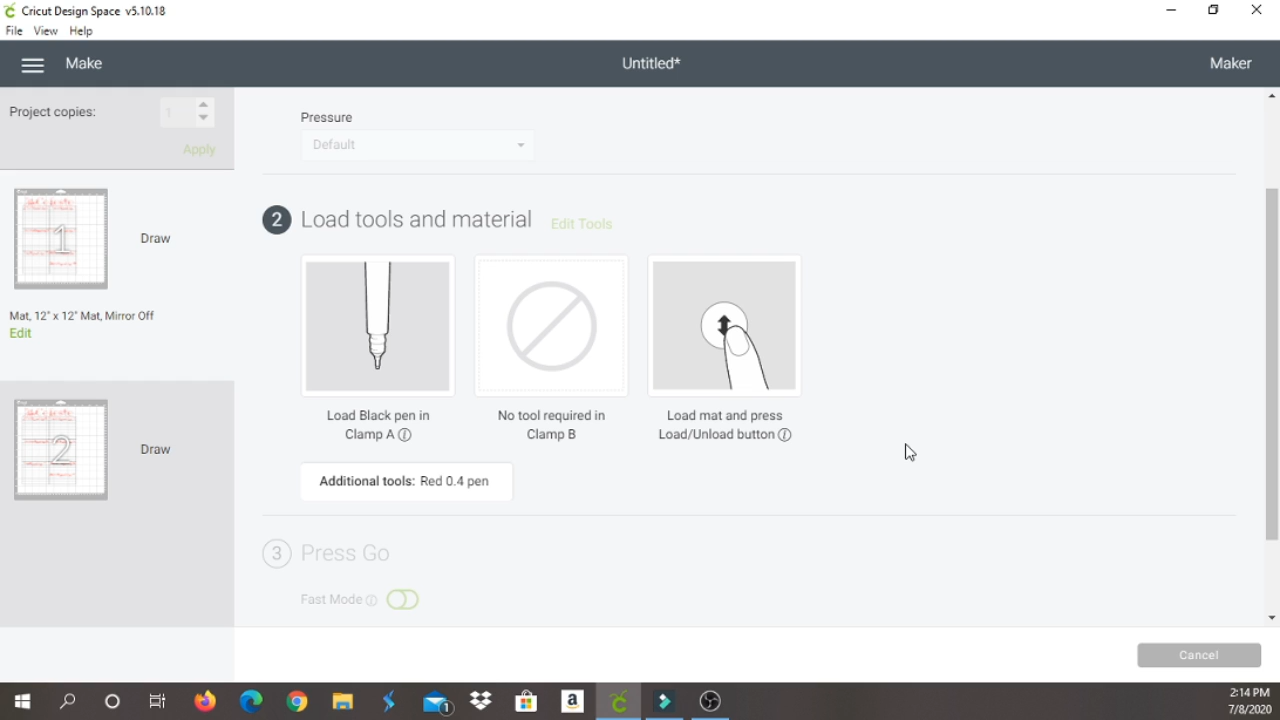 Cricut Design Space v5.10.18
File View Help
Make
Untitled*
Maker
Project copies:
1
Apply
1
Draw
Mat, 12" x 12" Mat, Mirror Off
Edit
2
Draw
Pressure
Default
2 Load tools and material Edit Tools
Load Black pen in
Clamp A
No tool required in
Clamp B
Load mat and press
Load/Unload button
Additional tools: Red 0.4 pen
3 Press Go
Fast Mode
Cancel
1
a
2:14 PM
7/8/2020